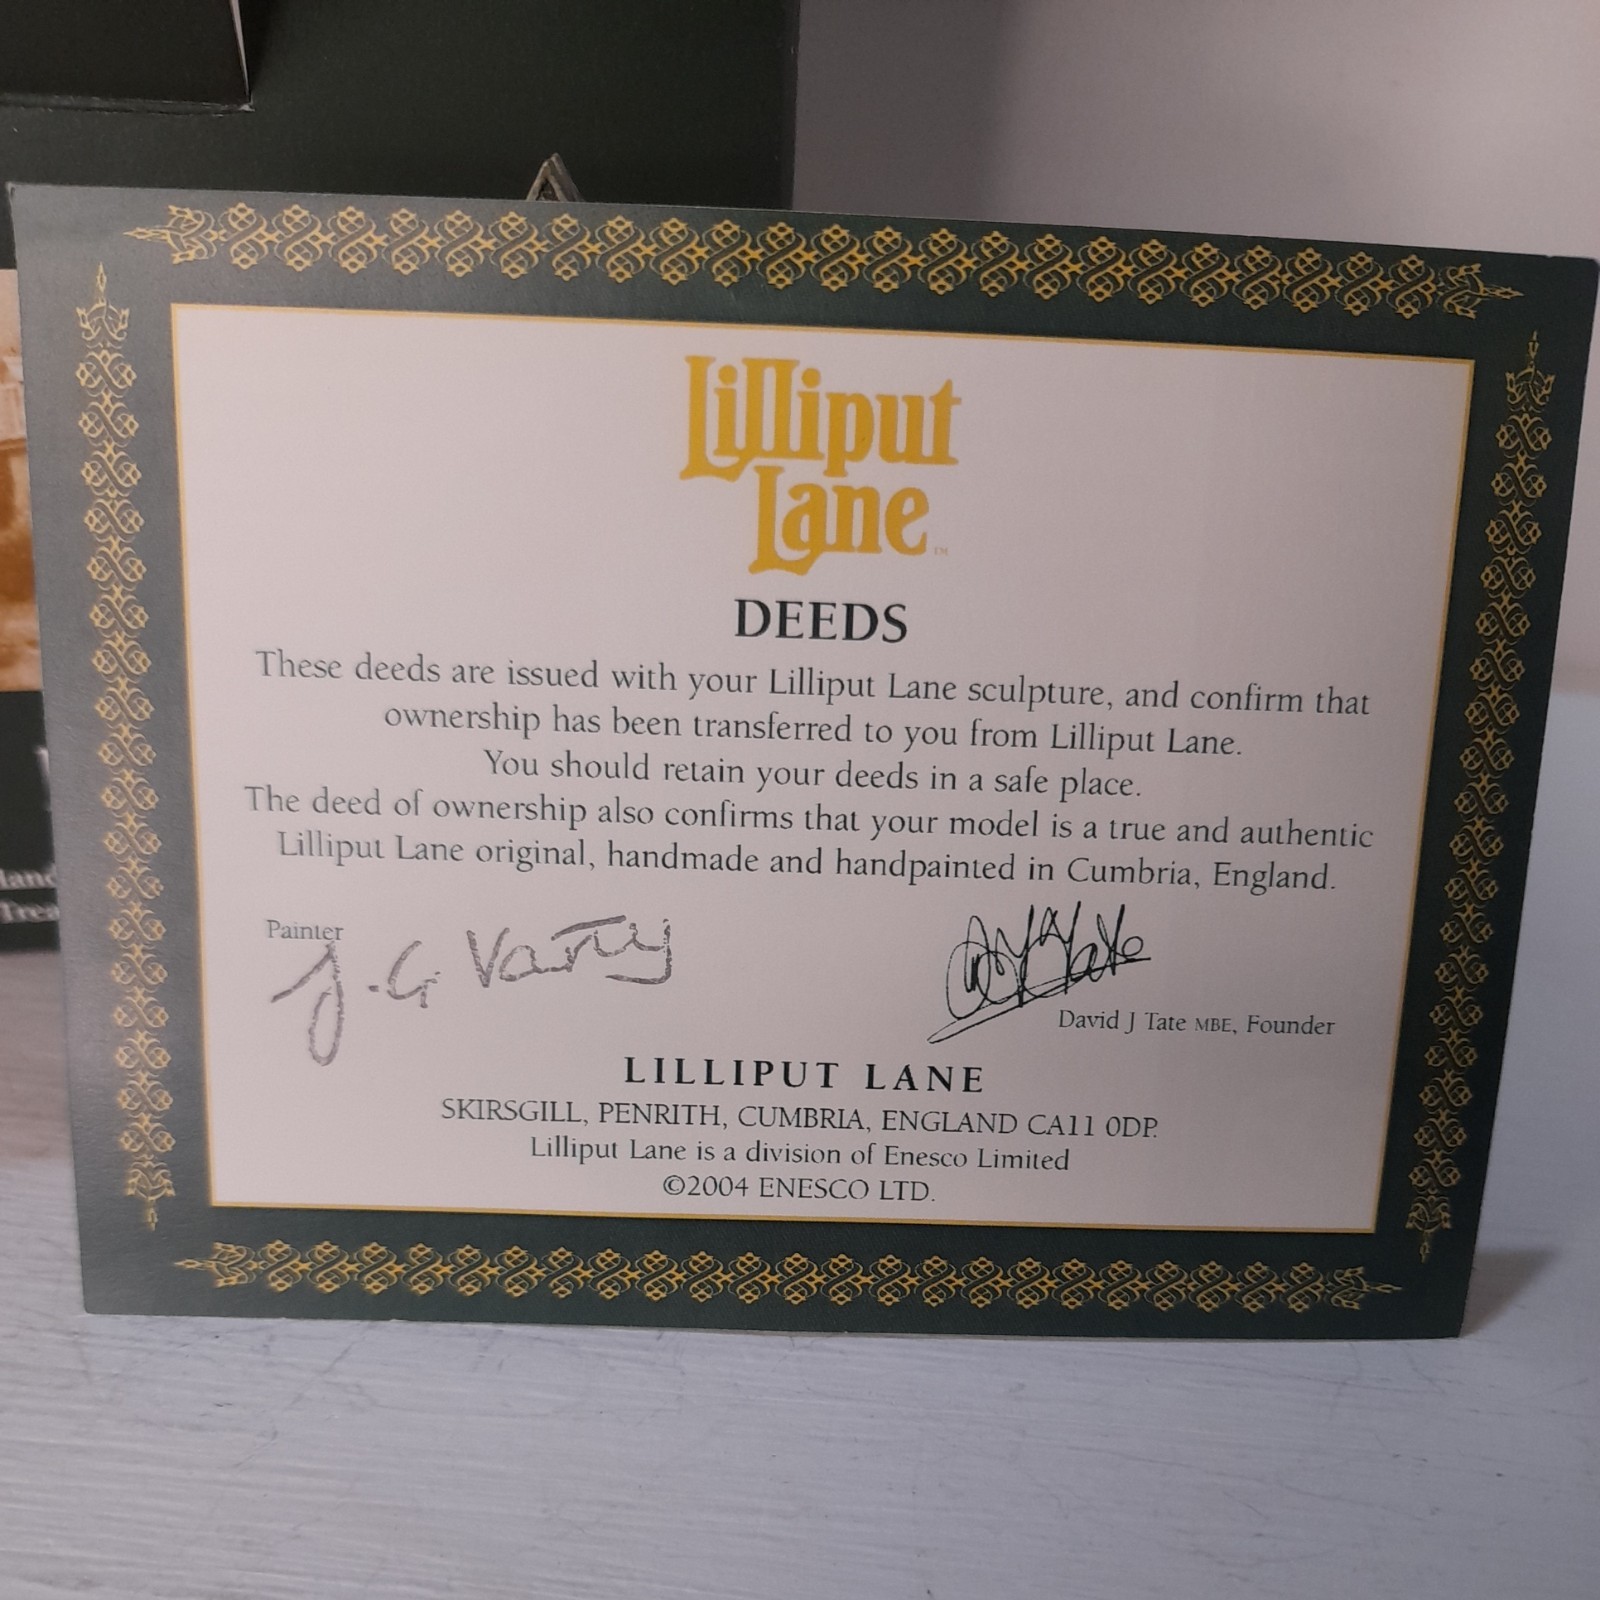 Lilliput
Lane
TM
DEEDS
These deeds are issued with your Lilliput Lane sculpture, and confirm that
ownership has been transferred to you from Lilliput Lane.
You should retain your deeds in a safe place.
The deed of ownership also confirms that your model is a true and authentic
Lilliput Lane original, handmade and handpainted in Cumbria, England.
Painter
J. G Varty
David J Tate MBE, Founder
LILLIPUT LANE
SKIRSGILL, PENRITH, CUMBRIA, ENGLAND CA11 0DP.
Lilliput Lane is a division of Enesco Limited
©2004 ENESCO LTD.